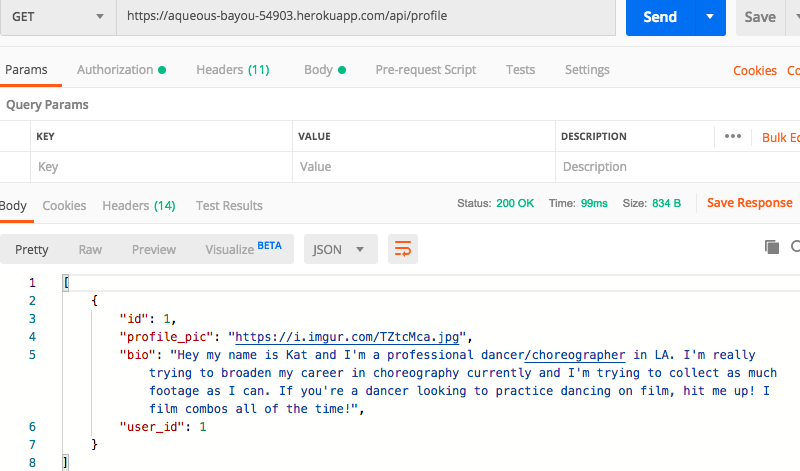 GET https://aqueous-bayou-54903.herokuapp.com/api/profile Send Save
Params Authorization Headers (11) Body Pre-request Script Tests Settings Cookies Co
Query Params
KEY VALUE DESCRIPTION ••• Bulk Ed
Key Value Description
Body Cookies Headers (14) Test Results Status: 200 OK Time: 99ms Size: 834 B Save Response
Pretty Raw Preview Visualize BETA JSON
1 [
2 {
3 "id": 1,
4 "profile_pic": "https://i.imgur.com/TZtcMca.jpg",
5 "bio": "Hey my name is Kat and I'm a professional dancer/choreographer in LA. I'm really
trying to broaden my career in choreography currently and I'm trying to collect as much
footage as I can. If you're a dancer looking to practice dancing on film, hit me up! I
film combos all of the time!",
6 "user_id": 1
7 }
8 ]